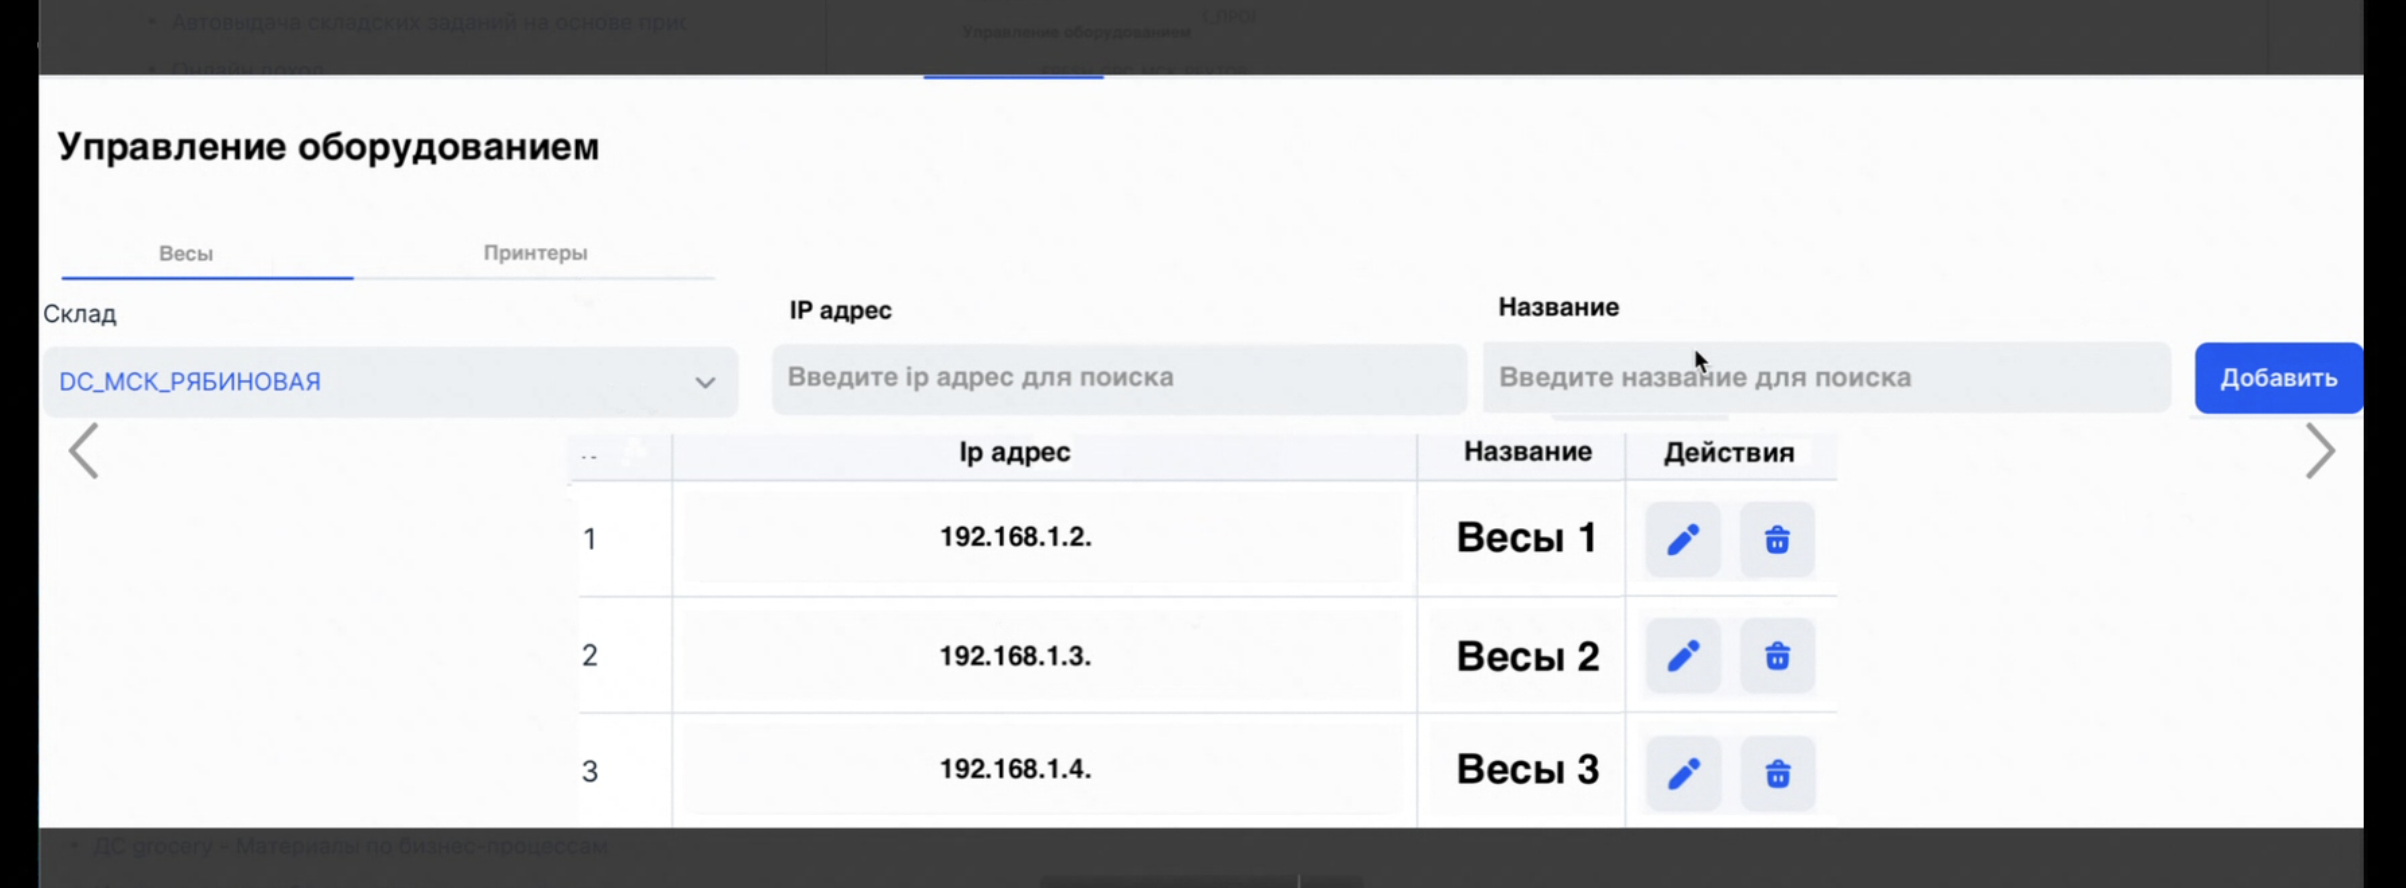 Автовыдача складских заданий на основе
Управление оборудованием
Онлайн доход
Управление оборудованием
Весы Принтеры
Склад IP адрес Название
DC_МСК_РЯБИНОВАЯ Введите ip адрес для поиска Введите название для поиска Добавить
Ip адрес Название Действия
1 192.168.1.2. Весы 1
2 192.168.1.3. Весы 2
3 192.168.1.4. Весы 3
ДС grocery - Материалы по бизнес-процессам